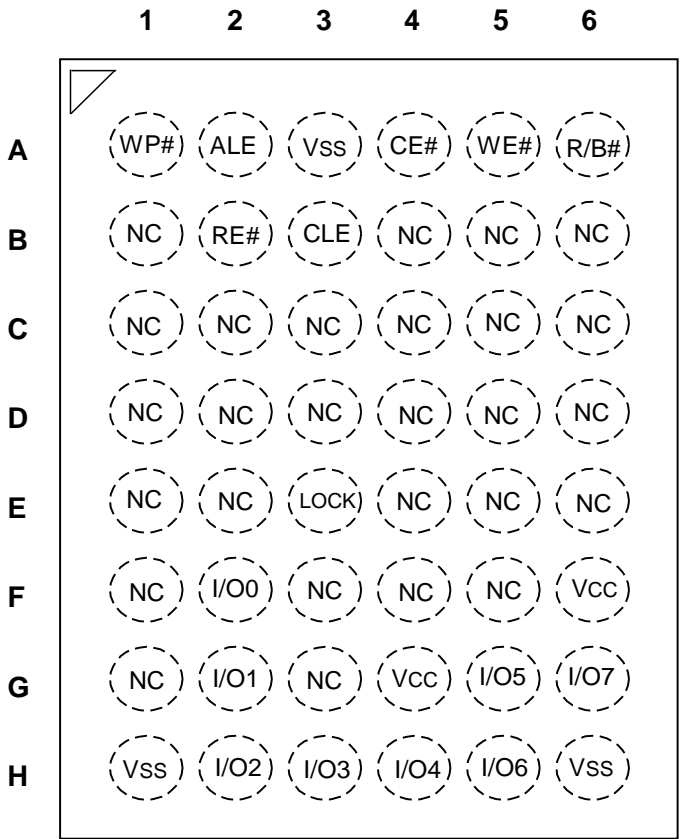 1 2 3 4 5 6
A WP# ALE Vss CE# WE# R/B#
B NC RE# CLE NC NC NC
C NC NC NC NC NC NC
D NC NC NC NC NC NC
E NC NC LOCK NC NC NC
F NC I/O0 NC NC NC VCC
G NC I/O1 NC VCC I/O5 I/O7
H Vss I/O2 I/O3 I/O4 I/O6 Vss